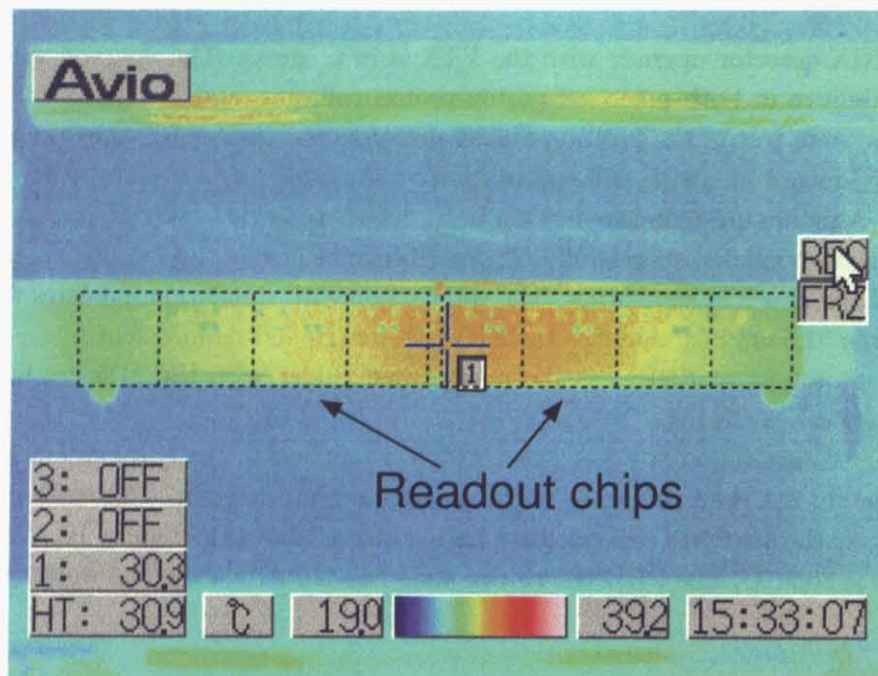 Avio
REC
FRZ
1
Readout chips
3: OFF
2: OFF
1: 30.3
HT: 30.9 ℃ 19.0 39.2 15:33:07